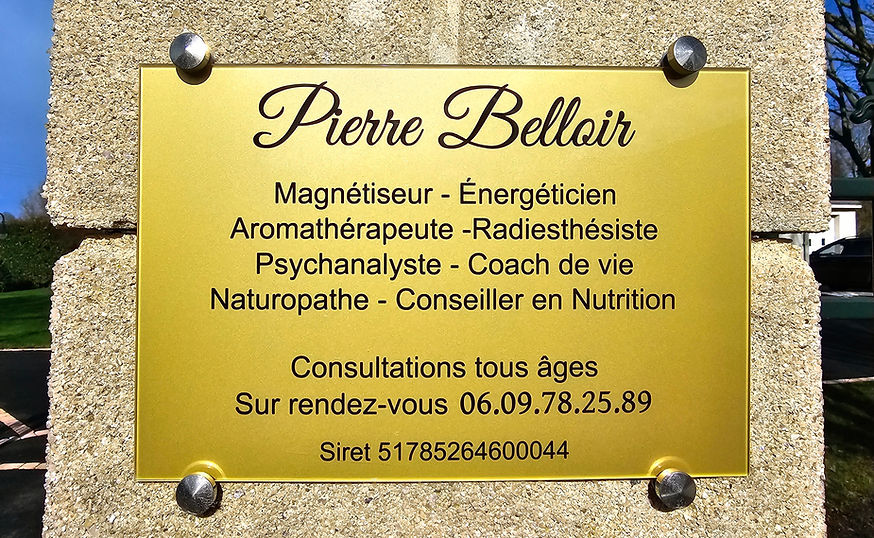 Pierre Belloir
Magnétiseur - Énergéticien
Aromathérapeute -Radiesthésiste
Psychanalyste - Coach de vie
Naturopathe - Conseiller en Nutrition
Consultations tous âges
Sur rendez-vous 06.09.78.25.89
Siret 51785264600044